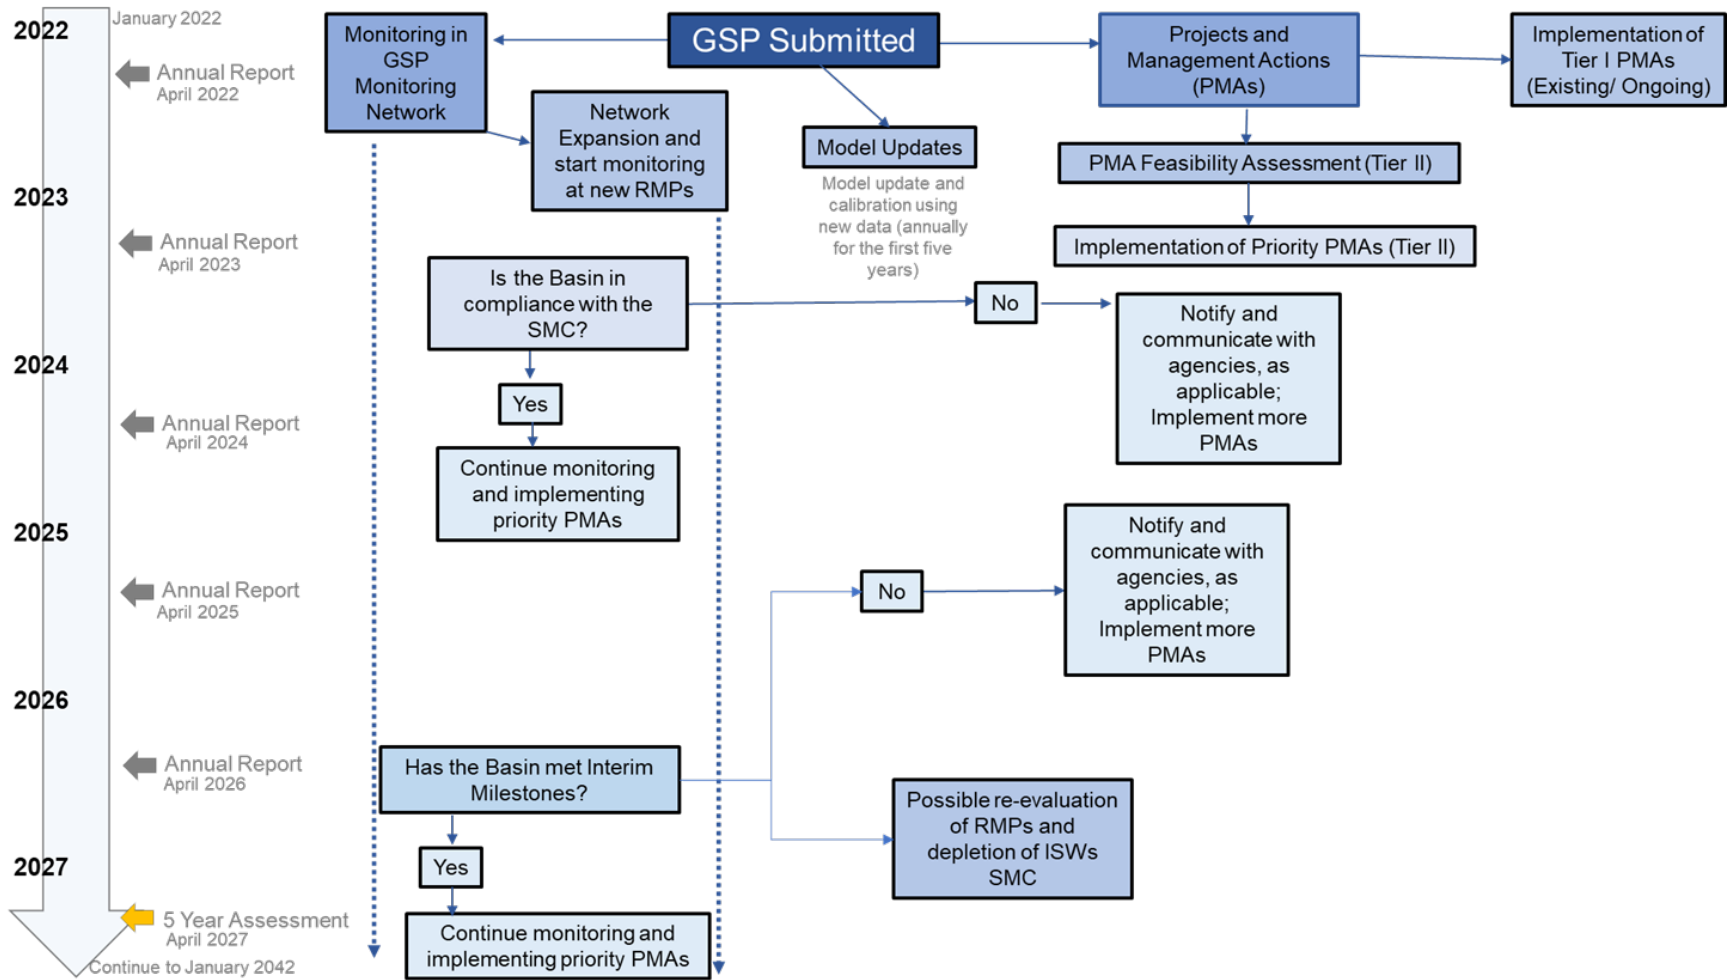 2022
January 2022
Annual Report
April 2022
2023
Annual Report
April 2023
2024
Annual Report
April 2024
2025
Annual Report
April 2025
2026
Annual Report
April 2026
2027
5 Year Assessment
April 2027
Continue to January 2042
Monitoring in
GSP
Monitoring
Network
GSP Submitted
Projects and
Management Actions
(PMAs)
Implementation of
Tier I PMAs
(Existing/ Ongoing)
Network
Expansion and
start monitoring
at new RMPs
Model Updates
Model update and
calibration using
new data (annually
for the first five
years)
PMA Feasibility Assessment (Tier II)
Implementation of Priority PMAs (Tier II)
Is the Basin in
compliance with the
SMC?
No
Notify and
communicate with
agencies, as
applicable;
Implement more
PMAs
Yes
Continue monitoring
and implementing
priority PMAs
No
Notify and
communicate with
agencies, as
applicable;
Implement more
PMAs
Has the Basin met Interim
Milestones?
Possible re-evaluation
of RMPs and
depletion of ISWs
SMC
Yes
Continue monitoring and
implementing priority PMAs